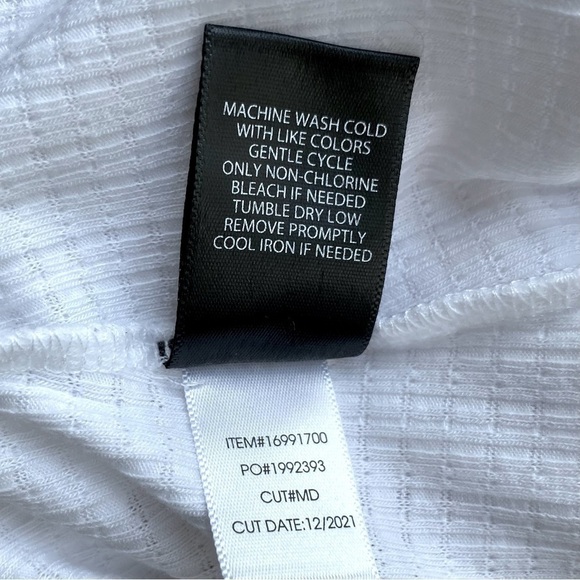 MACHINE WASH COLD
WITH LIKE COLORS
GENTLE CYCLE
ONLY NON-CHLORINE
BLEACH IF NEEDED
TUMBLE DRY LOW
REMOVE PROMPTLY
COOL IRON IF NEEDED
ITEM#16991700
PO#1992393
CUT#MD
CUT DATE:12/2021